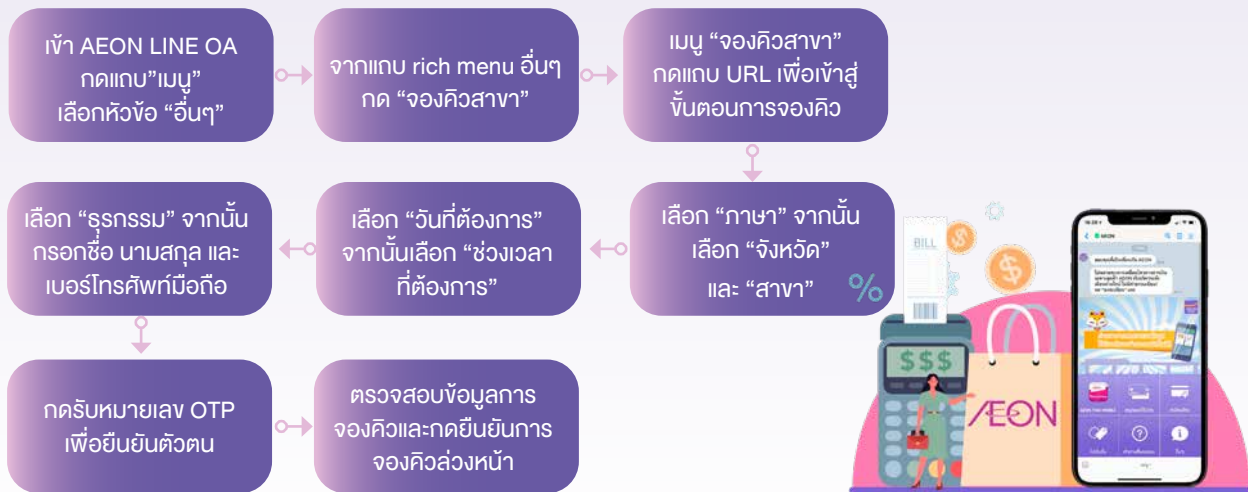 เข้า AEON LINE OA
กดแถบ"เมนู"
เลือกหัวข้อ “อื่นๆ”
จากแถบ rich menu อื่นๆ
กด “จองคิวสาขา”
เมนู “จองคิวสาขา”
กดแถบ URL เพื่อเข้าสู่
ขั้นตอนการจองคิว
เลือก “ภาษา” จากนั้น
เลือก “จังหวัด”
และ “สาขา”
เลือก “วันที่ต้องการ”
จากนั้นเลือก “ช่วงเวลา
ที่ต้องการ”
เลือก “ธุรกรรม” จากนั้น
กรอกชื่อ นามสกุล และ
เบอร์โทรศัพท์มือถือ
กดรับหมายเลข OTP
เพื่อยืนยันตัวตน
ตรวจสอบข้อมูลการ
จองคิวและกดยืนยันการ
จองคิวล่วงหน้า
%
BILL
$
$
$$$
AEON
AEON